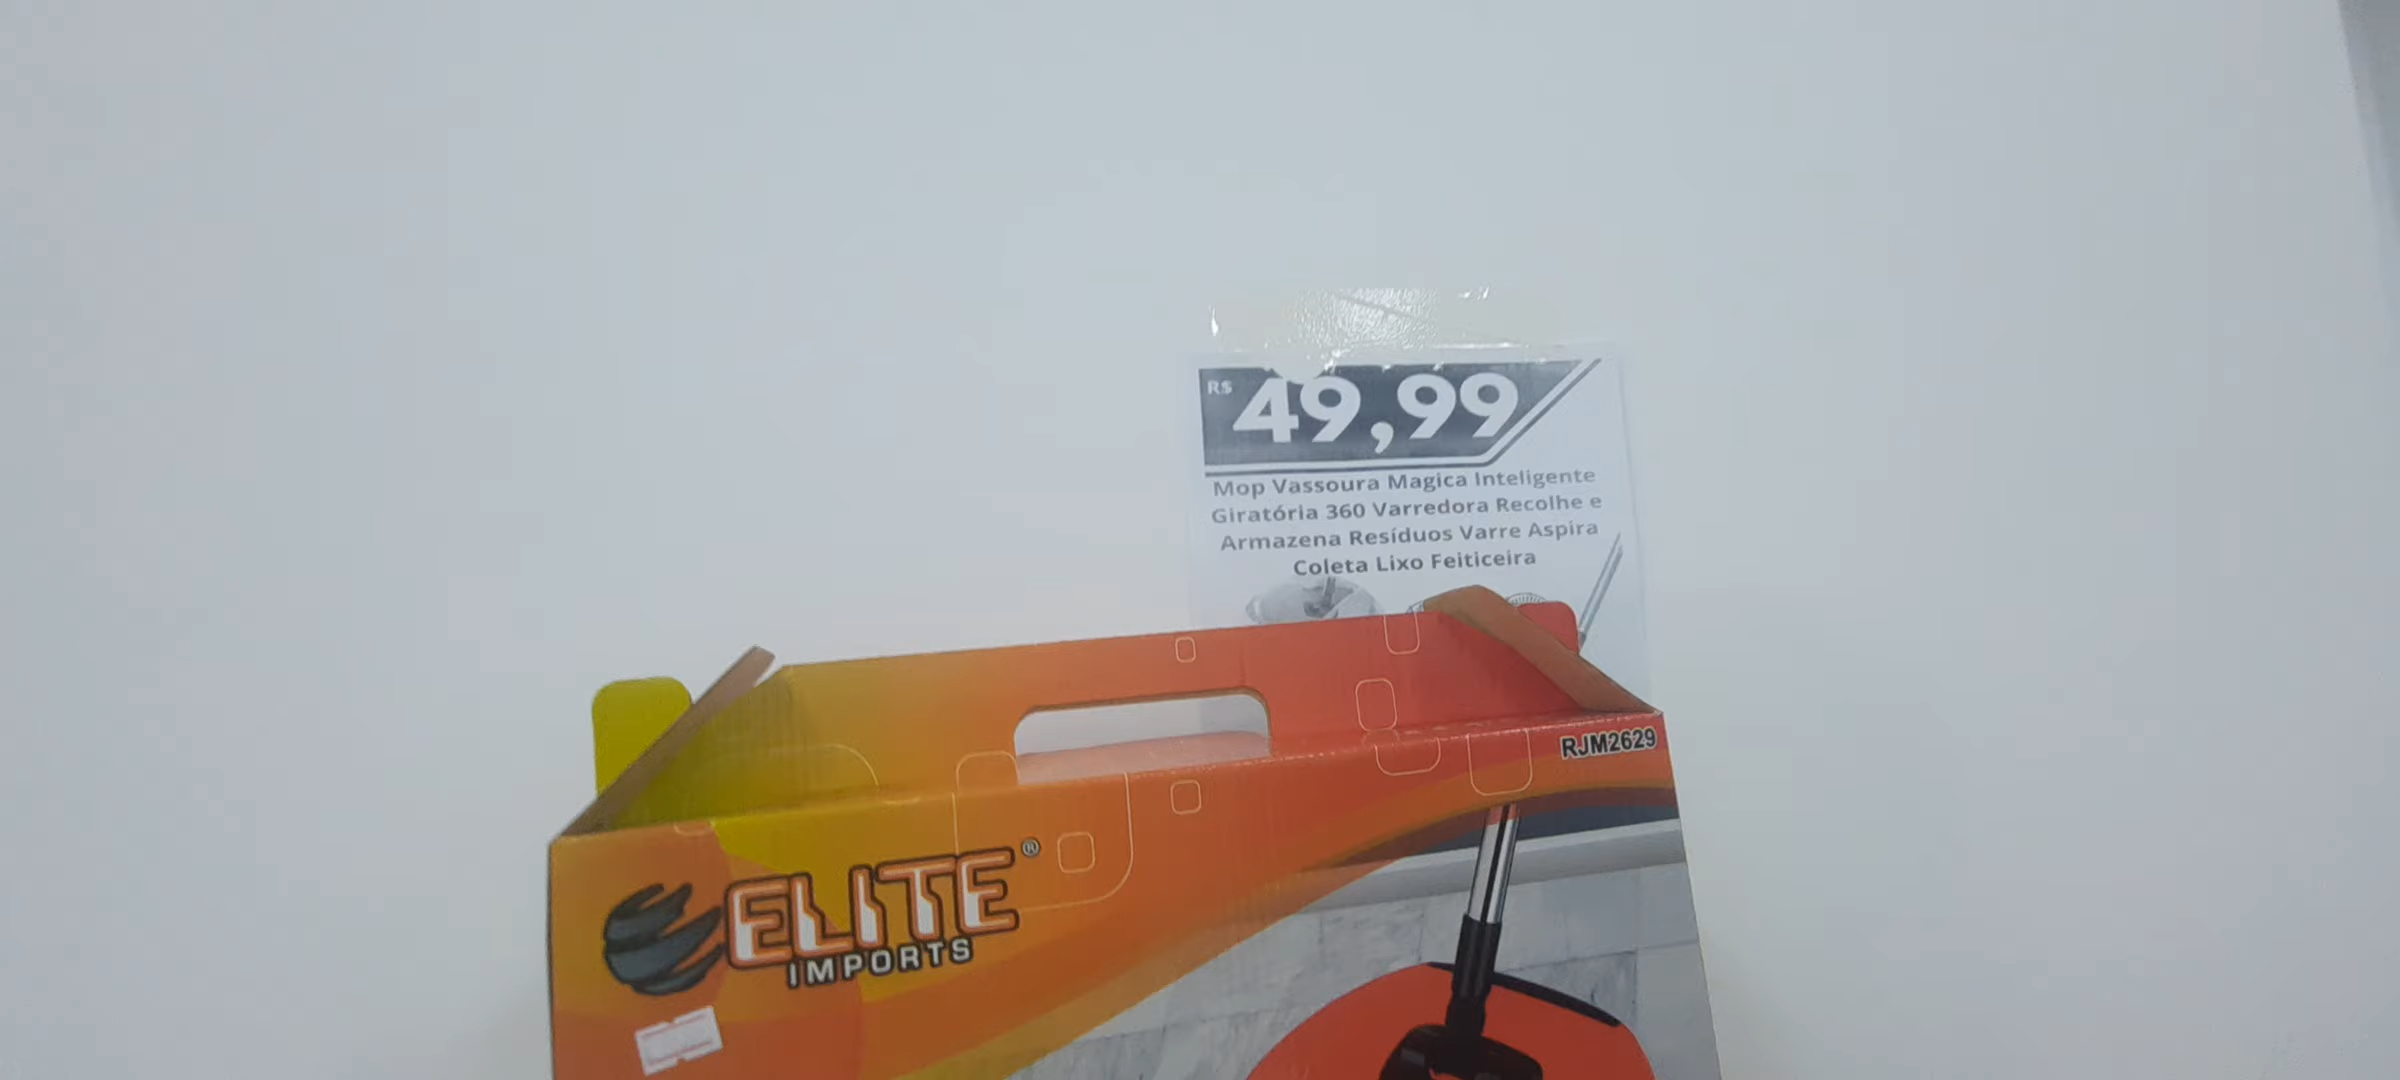 R$ 49,99
Mop Vassoura Magica Inteligente
Giratória 360 Varredora Recolhe e
Armazena Resíduos Varre Aspira
Coleta Lixo Feiticeira
RJM2629
ELITE®
IMPORTS